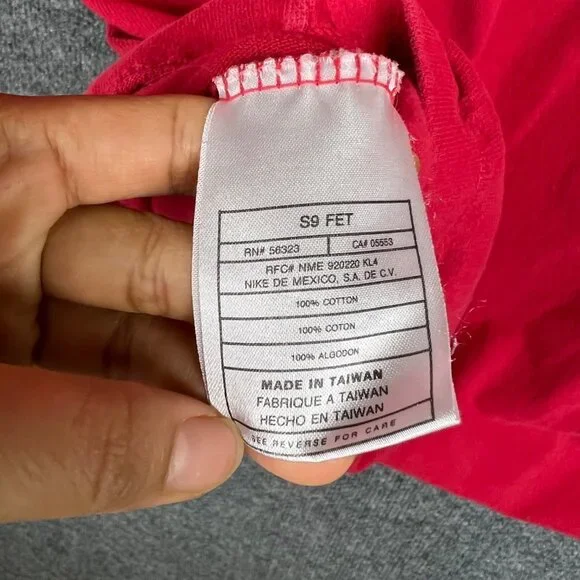 S9 FET
RN# 56323 CA# 05553
RFC# NME 920220 KL4
NIKE DE MEXICO, S.A. DE C.V.
100% COTTON
100% COTON
100% ALGODON
MADE IN TAIWAN
FABRIQUE A TAIWAN
HECHO EN TAIWAN
SEE REVERSE FOR CARE